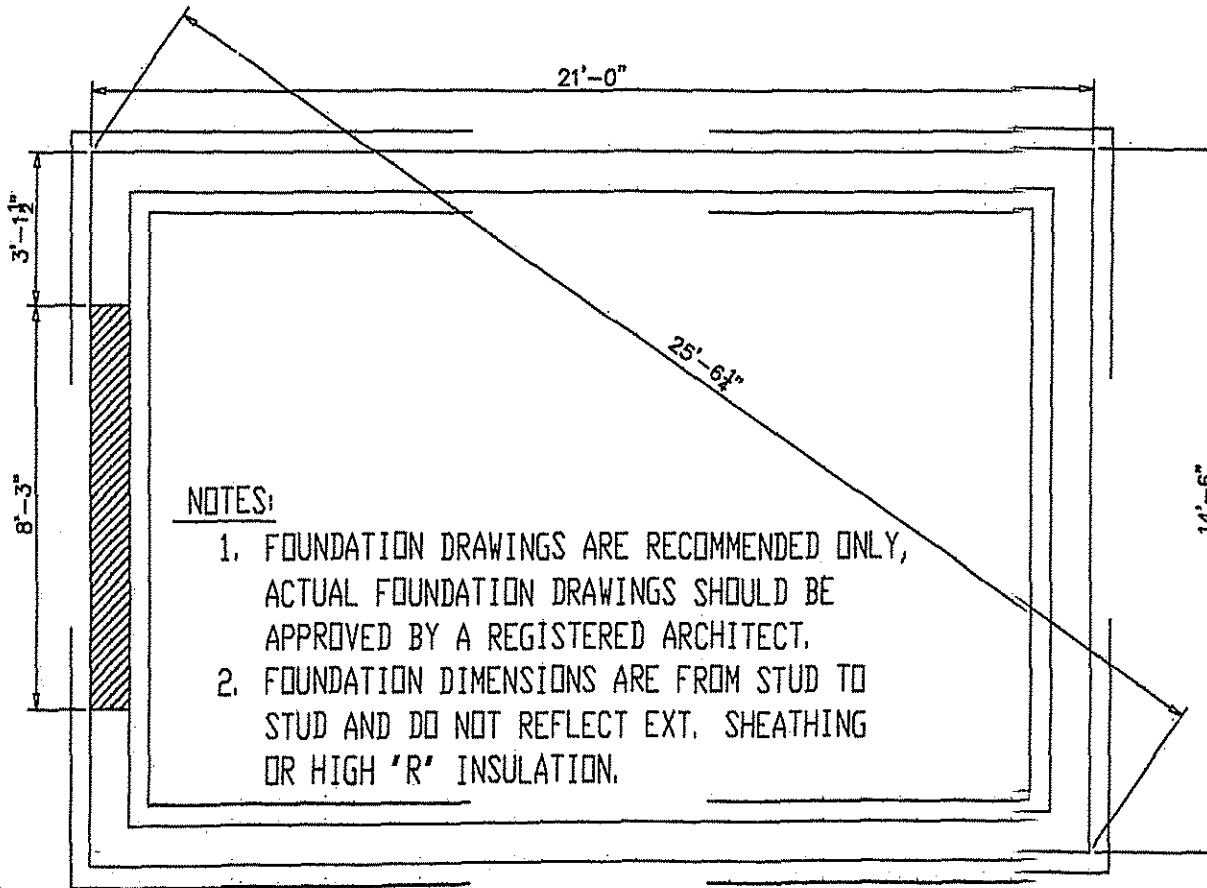 21'-0"
3'-1½"
25'-6¼"
8'-3"
14'-6"
NOTES:
1. FOUNDATION DRAWINGS ARE RECOMMENDED ONLY,
ACTUAL FOUNDATION DRAWINGS SHOULD BE
APPROVED BY A REGISTERED ARCHITECT.
2. FOUNDATION DIMENSIONS ARE FROM STUD TO
STUD AND DO NOT REFLECT EXT. SHEATHING
OR HIGH "R" INSULATION.